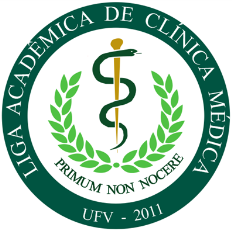 LIGA ACADÊMICA DE CLÍNICA MÉDICA
PRIMUM NON NOCERE
UFV - 2011